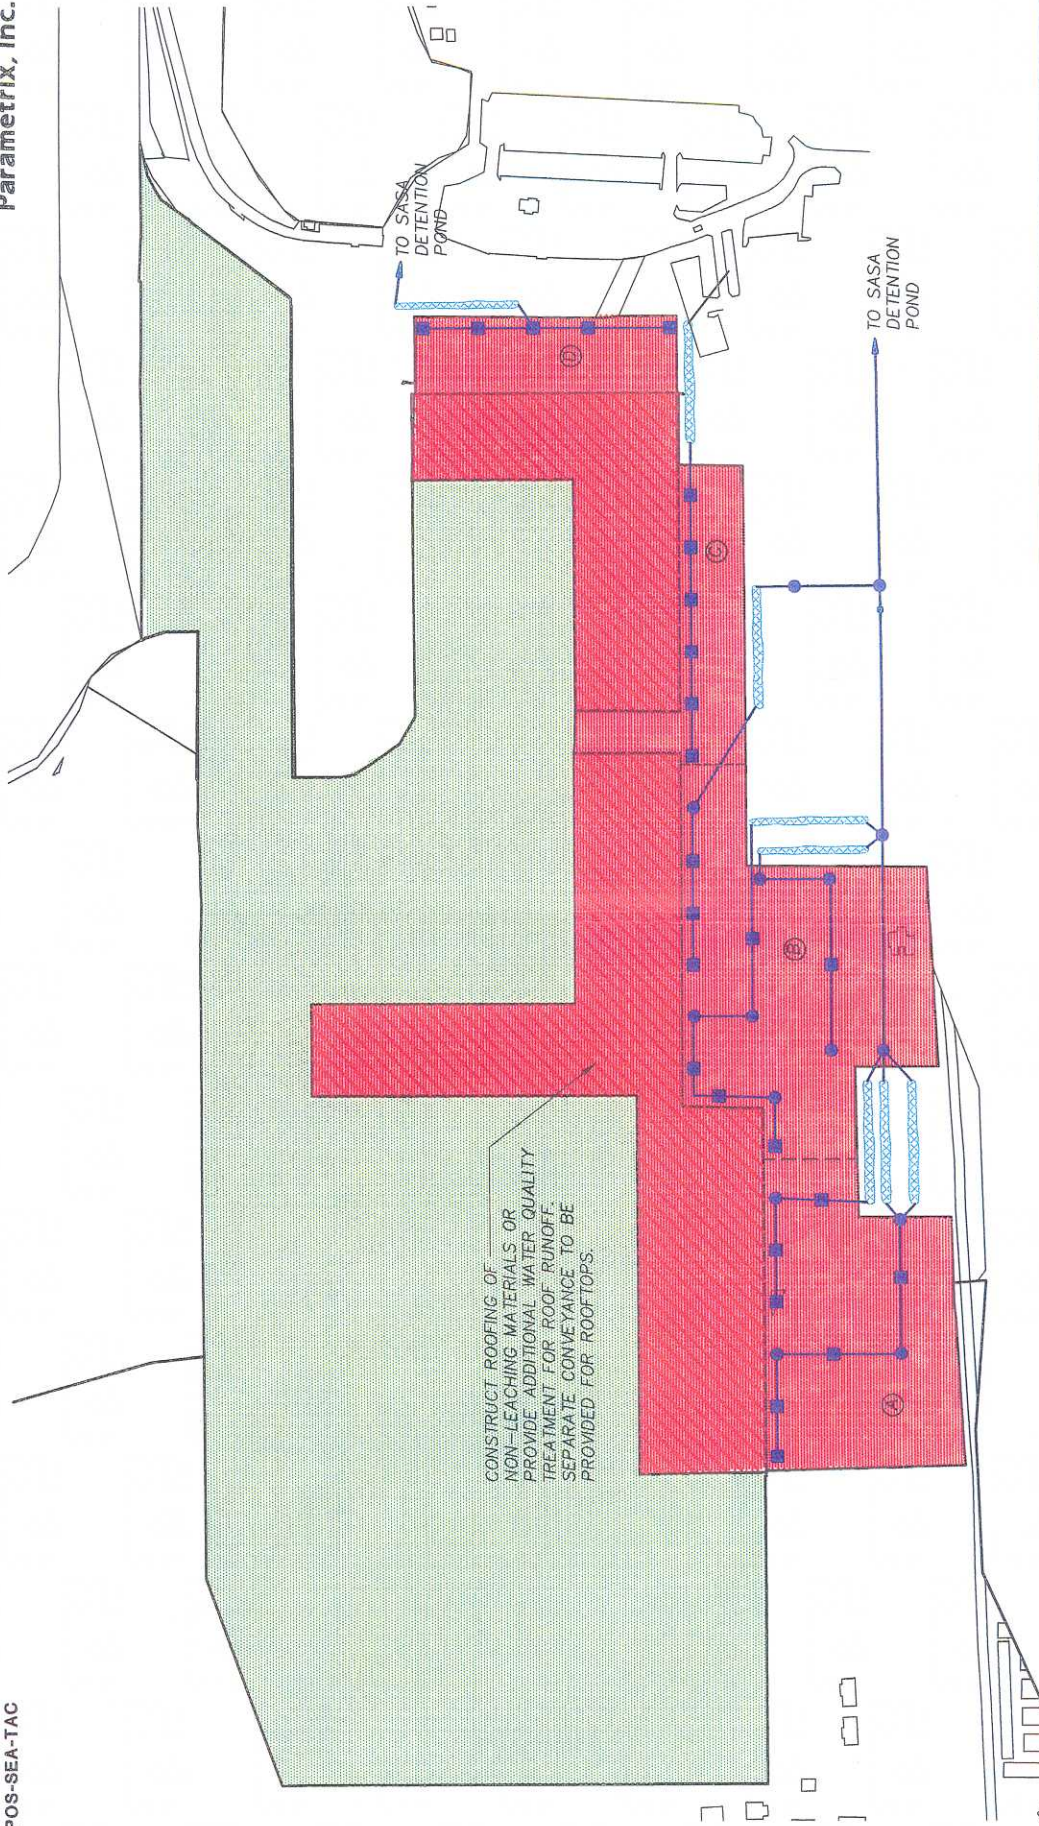 POS-SEA-TAC
Parametrix, Inc.
TO SASA
DETENTION
POND
D
C
TO SASA
DETENTION
POND
B
CONSTRUCT ROOFING OF
NON-LEACHING MATERIALS OR
PROVIDE ADDITIONAL WATER QUALITY
TREATMENT FOR ROOF RUNOFF.
SEPARATE CONVEYANCE TO BE
PROVIDED FOR ROOFTOPS.
A